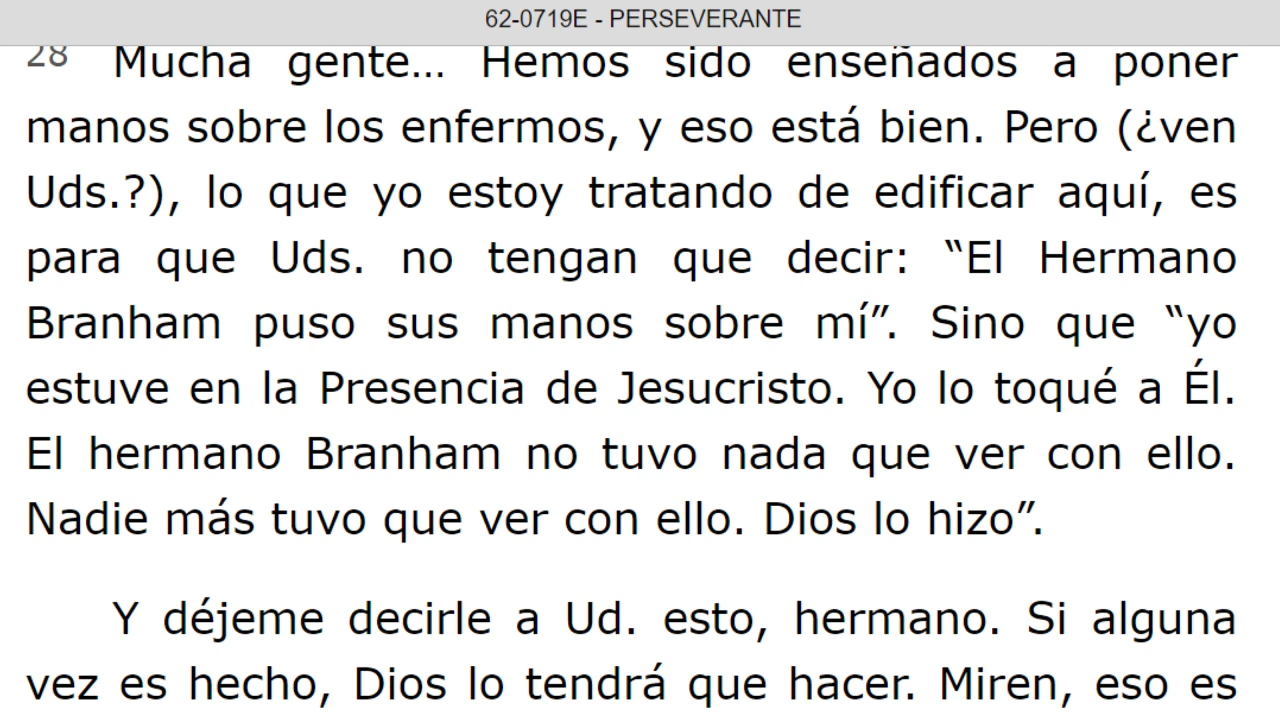 62-0719E - PERSEVERANTE
28 Mucha gente... Hemos sido enseñados a poner
manos sobre los enfermos, y eso está bien. Pero (¿ven
Uds.?), lo que yo estoy tratando de edificar aquí, es
para que Uds. no tengan que decir: “El Hermano
Branham puso sus manos sobre mí”. Sino que “yo
estuve en la Presencia de Jesucristo. Yo lo toqué a Él.
El hermano Branham no tuvo nada que ver con ello.
Nadie más tuvo que ver con ello. Dios lo hizo”.
Y déjeme decirle a Ud. esto, hermano. Si alguna
vez es hecho, Dios lo tendrá que hacer. Miren, eso es